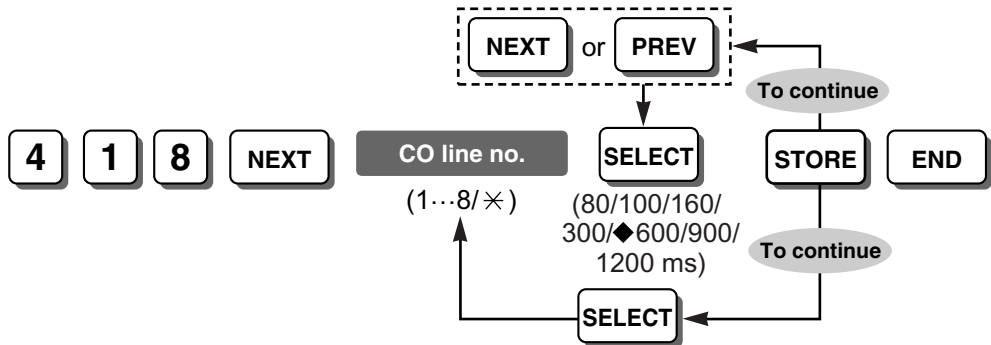 NEXT or PREV
To continue
4 1 8 NEXT CO line no. SELECT STORE END
(1···8/✳)
(80/100/160/
300/◆600/900/
1200 ms)
To continue
SELECT